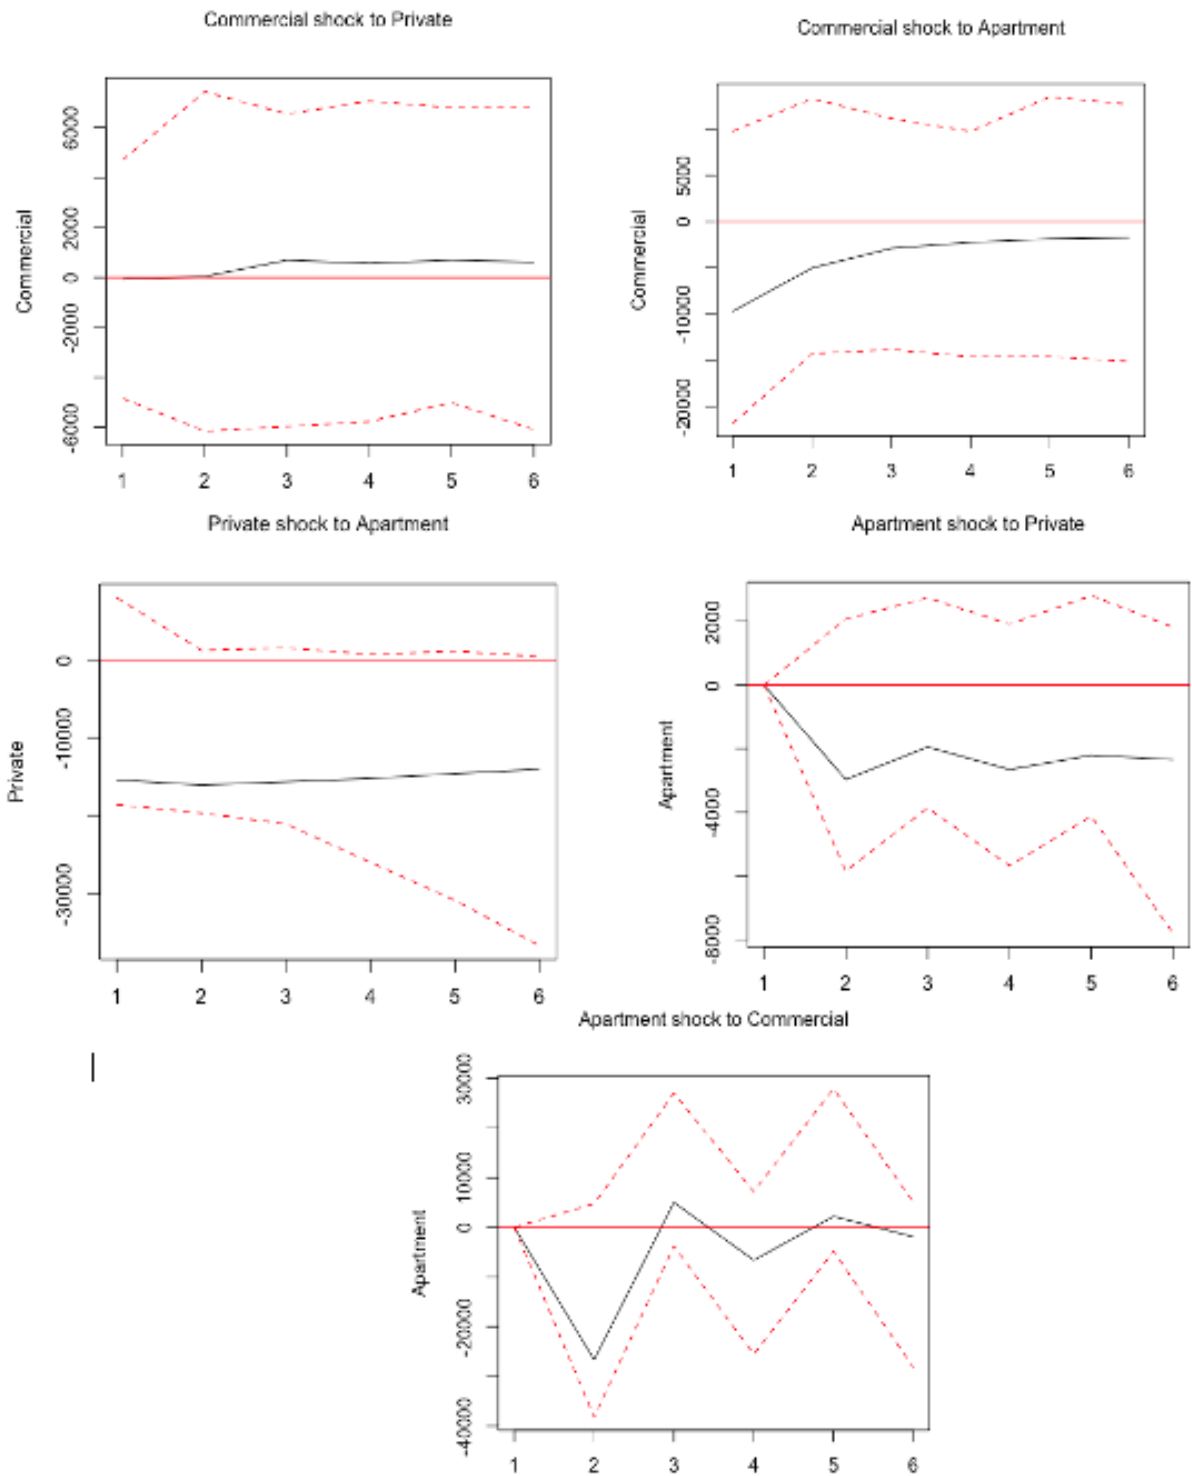 Commercial shock to Private
Commercial
6000
2000
0
-2000
-6000
1 2 3 4 5 6
Commercial shock to Apartment
Commercial
5000
0
-10000
-20000
1 2 3 4 5 6
Private shock to Apartment
Private
0
-10000
-30000
1 2 3 4 5 6
Apartment shock to Private
Apartment
2000
0
-4000
-8000
1 2 3 4 5 6
Apartment shock to Commercial
Apartment
30000
10000
0
-20000
-40000
1 2 3 4 5 6